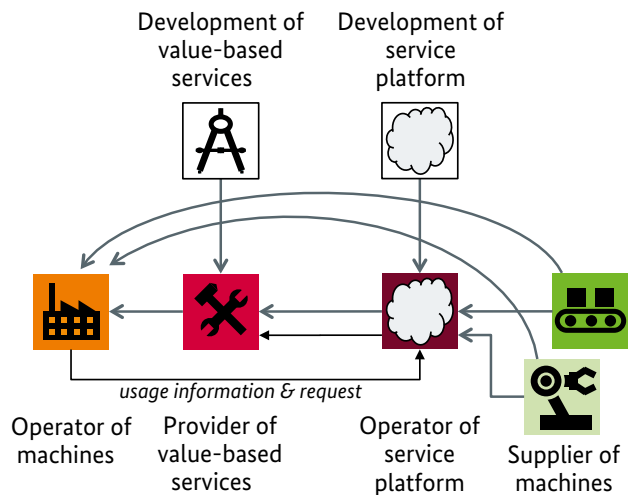 Development of
value-based
services
Development of
service
platform
usage information & request
Operator of
machines
Provider of
value-based
services
Operator of
service
platform
Supplier of
machines